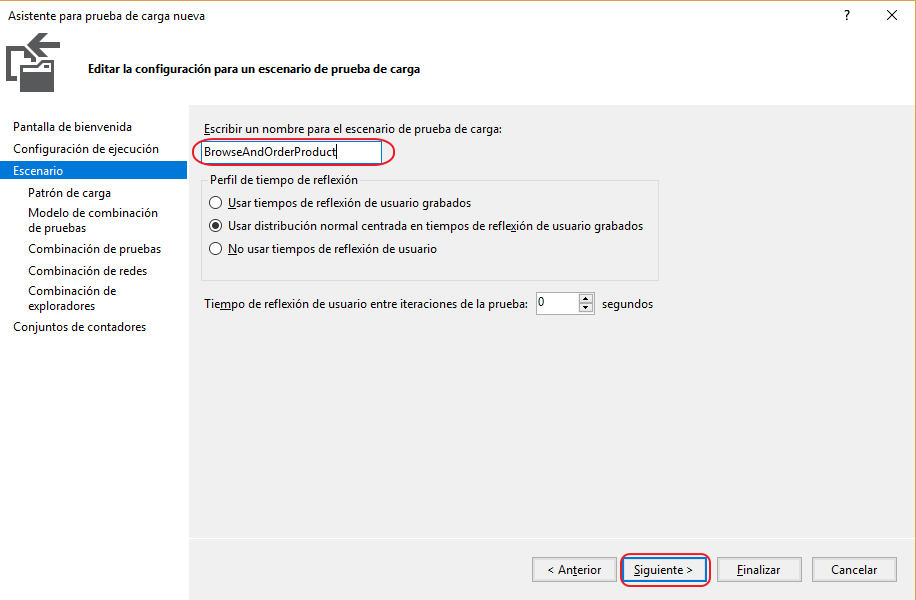 Asistente para prueba de carga nueva
?
Editar la configuración para un escenario de prueba de carga
Pantalla de bienvenida
Configuración de ejecución
Escenario
Patrón de carga
Modelo de combinación
de pruebas
Combinación de pruebas
Combinación de redes
Combinación de
exploradores
Conjuntos de contadores
Escribir un nombre para el escenario de prueba de carga:
BrowseAndOrderProduct
Perfil de tiempo de reflexión
Usar tiempos de reflexión de usuario grabados
Usar distribución normal centrada en tiempos de reflexión de usuario grabados
No usar tiempos de reflexión de usuario
Tiempo de reflexión de usuario entre iteraciones de la prueba: 0 segundos
< Anterior Siguiente > Finalizar Cancelar